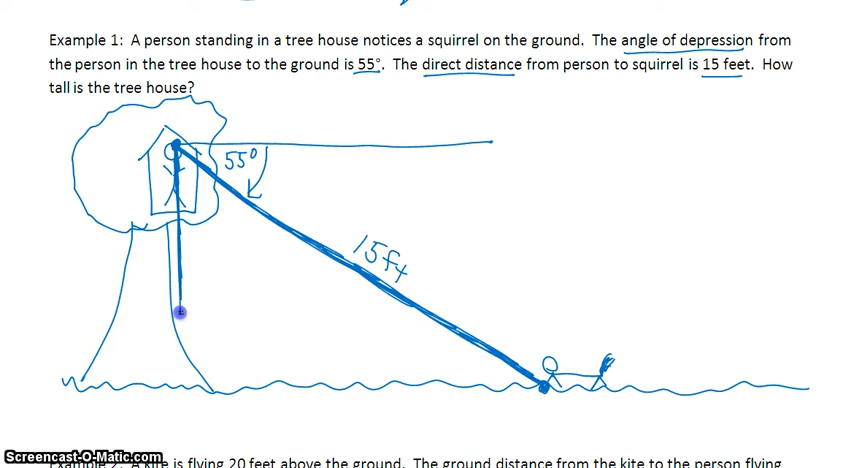 Example 1: A person standing in a tree house notices a squirrel on the ground. The angle of depression from
the person in the tree house to the ground is 55°. The direct distance from person to squirrel is 15 feet. How
tall is the tree house?
55°
15ft
Screencast-O-Matic.com
Example 2: A kite is flying 20 feet above the ground. The ground distance from the kite to the person flying